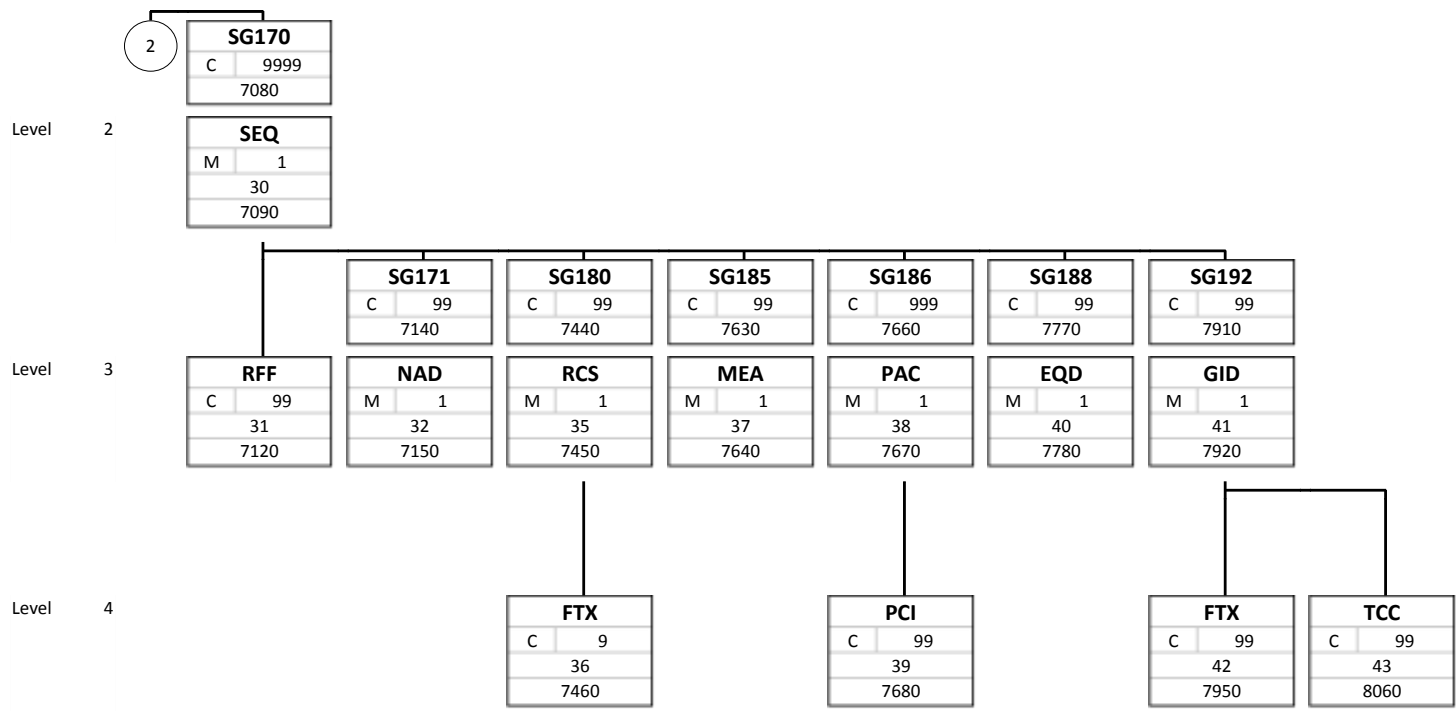 2
SG170
C 9999
7080
Level 2
SEQ
M 1
30
7090
SG171 SG180 SG185 SG186 SG188 SG192
C 99 C 99 C 99 C 999 C 99 C 99
7140 7440 7630 7660 7770 7910
Level 3
RFF NAD RCS MEA PAC EQD GID
C 99 M 1 M 1 M 1 M 1 M 1 M 1
31 32 35 37 38 40 41
7120 7150 7450 7640 7670 7780 7920
Level 4
FTX PCI FTX TCC
C 9 C 99 C 99 C 99
36 39 42 43
7460 7680 7950 8060